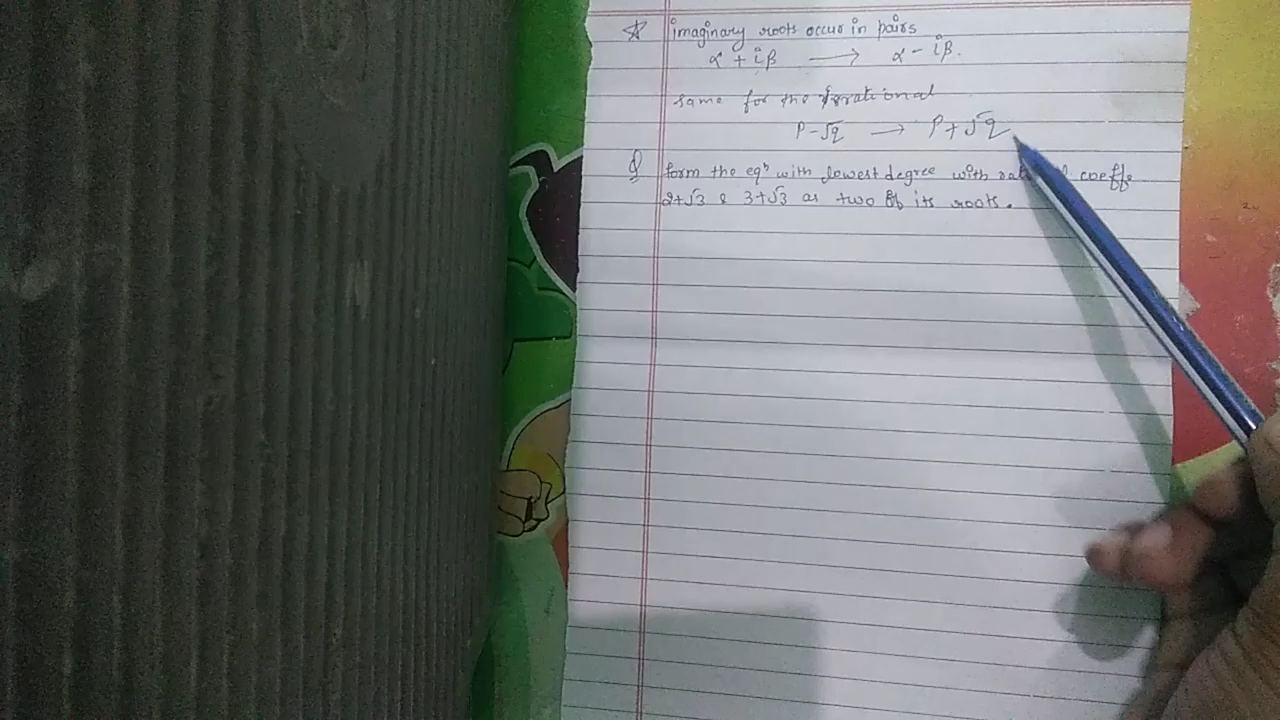 ☆ imaginary roots occur in pairs
α + iβ ⟶ α - iβ.
same for the irrational
P-√q ⟶ P+√q
Q form the eqⁿ with lowest degree with coeffs
2+√3 & 3+√3 as two of its roots.